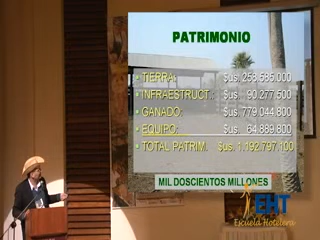 PATRIMONIO
• TIERRA: $us. 258.585.000
• INFRAESTRUCT.: $us. 90.277.500
• GANADO: $us. 779.044.800
• EQUIPO: $us. 64.889.800
• TOTAL PATRIM. $us. 1.192.797.100
MIL DOSCIENTOS MILLONES
EHT
Escuela Hotelera